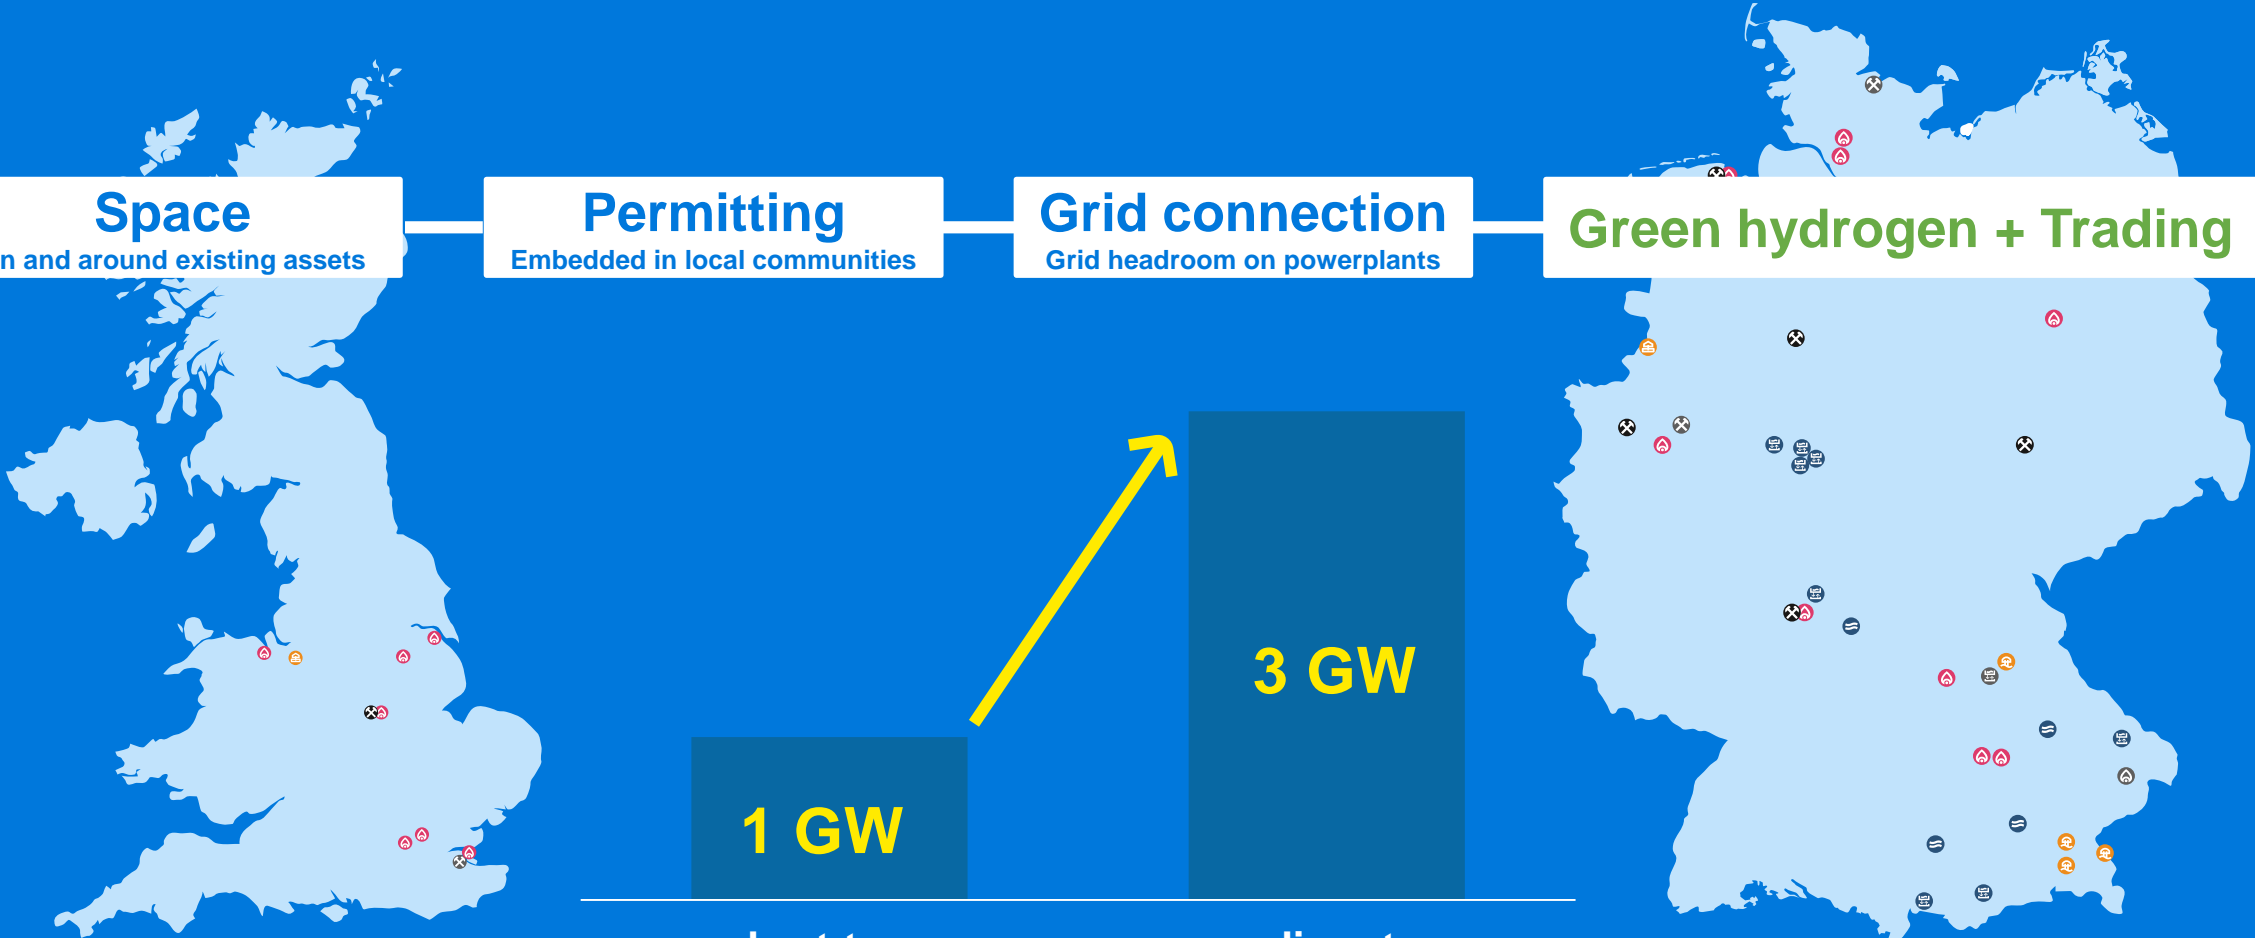 Space
n and around existing assets
Permitting
Embedded in local communities
Grid connection
Grid headroom on powerplants
Green hydrogen + Trading
1 GW
3 GW